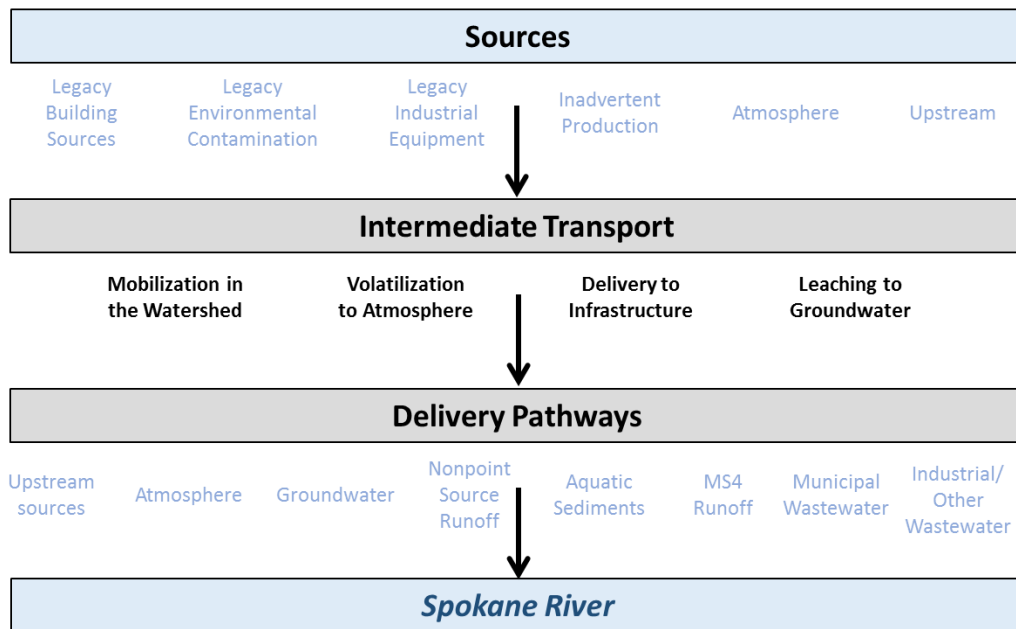 Sources
Legacy
Building
Sources
Legacy
Environmental
Contamination
Legacy
Industrial
Equipment
Inadvertent
Production
Atmosphere
Upstream
Intermediate Transport
Mobilization in
the Watershed
Volatilization
to Atmosphere
Delivery to
Infrastructure
Leaching to
Groundwater
Delivery Pathways
Upstream
sources
Atmosphere
Groundwater
Nonpoint
Source
Runoff
Aquatic
Sediments
MS4
Runoff
Municipal
Wastewater
Industrial/
Other
Wastewater
Spokane River